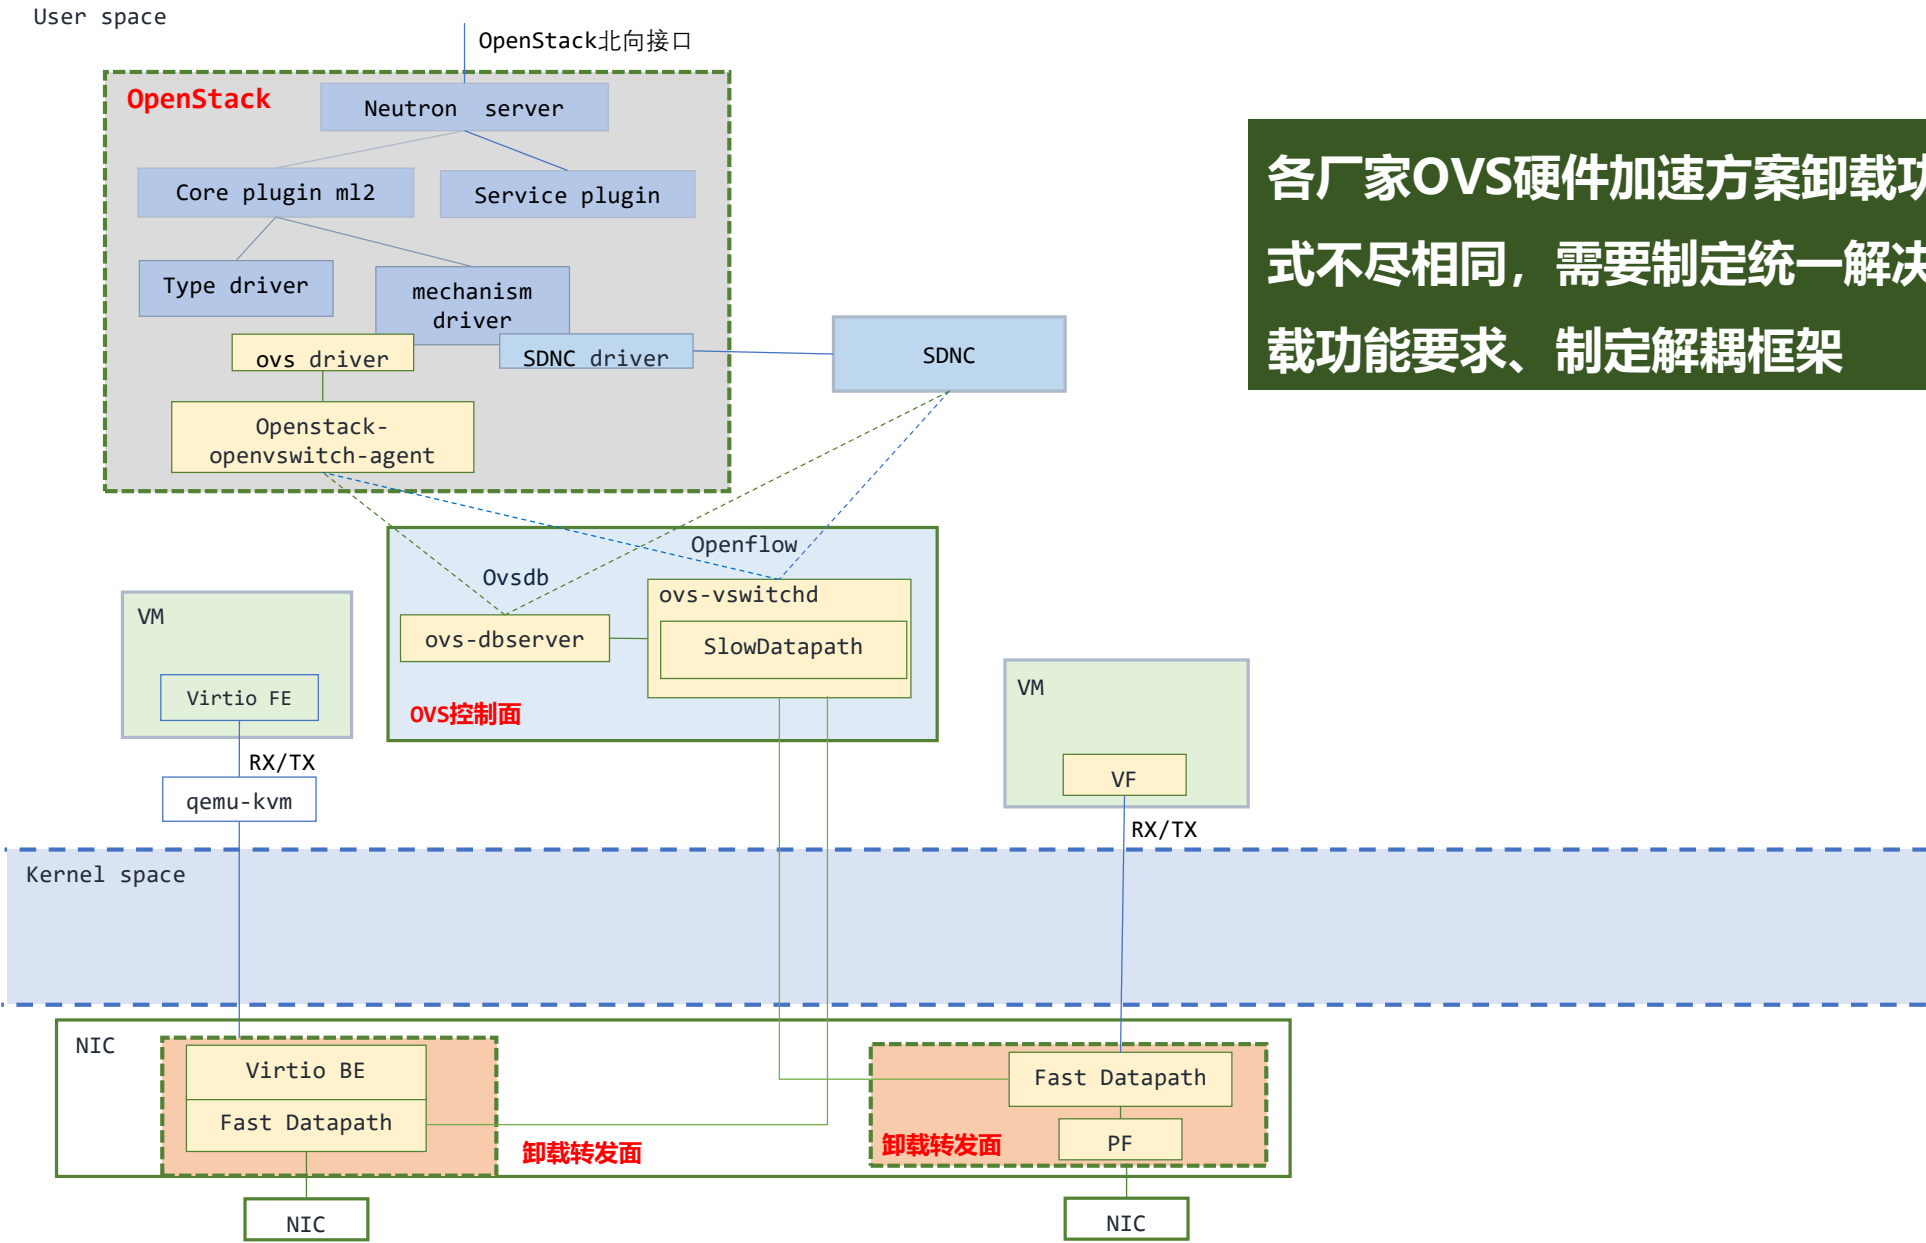 User space
OpenStack北向接口
OpenStack
Neutron server
Core plugin ml2
Service plugin
Type driver
mechanism
driver
ovs driver
SDNC driver
SDNC
Openstack-
openvswitch-agent
各厂家OVS硬件加速方案卸载功
式不尽相同，需要制定统一解决
载功能要求、制定解耦框架
Openflow
Ovsdb
ovs-vswitchd
ovs-dbserver
SlowDatapath
OVS控制面
VM
Virtio FE
RX/TX
qemu-kvm
VM
VF
RX/TX
Kernel space
NIC
Virtio BE
Fast Datapath
卸载转发面
Fast Datapath
PF
卸载转发面
NIC
NIC